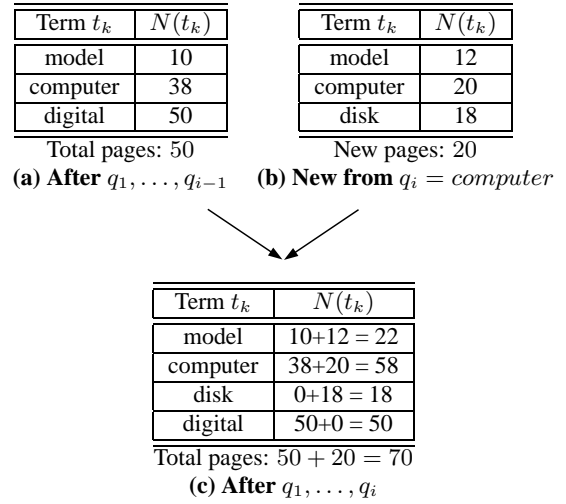 Term t_k N(t_k)
model 10
computer 38
digital 50
Total pages: 50
(a) After q_1, . . . , q_{i−1}
Term t_k N(t_k)
model 12
computer 20
disk 18
New pages: 20
(b) New from q_i = computer
Term t_k N(t_k)
model 10+12 = 22
computer 38+20 = 58
disk 0+18 = 18
digital 50+0 = 50
Total pages: 50 + 20 = 70
(c) After q_1, . . . , q_i